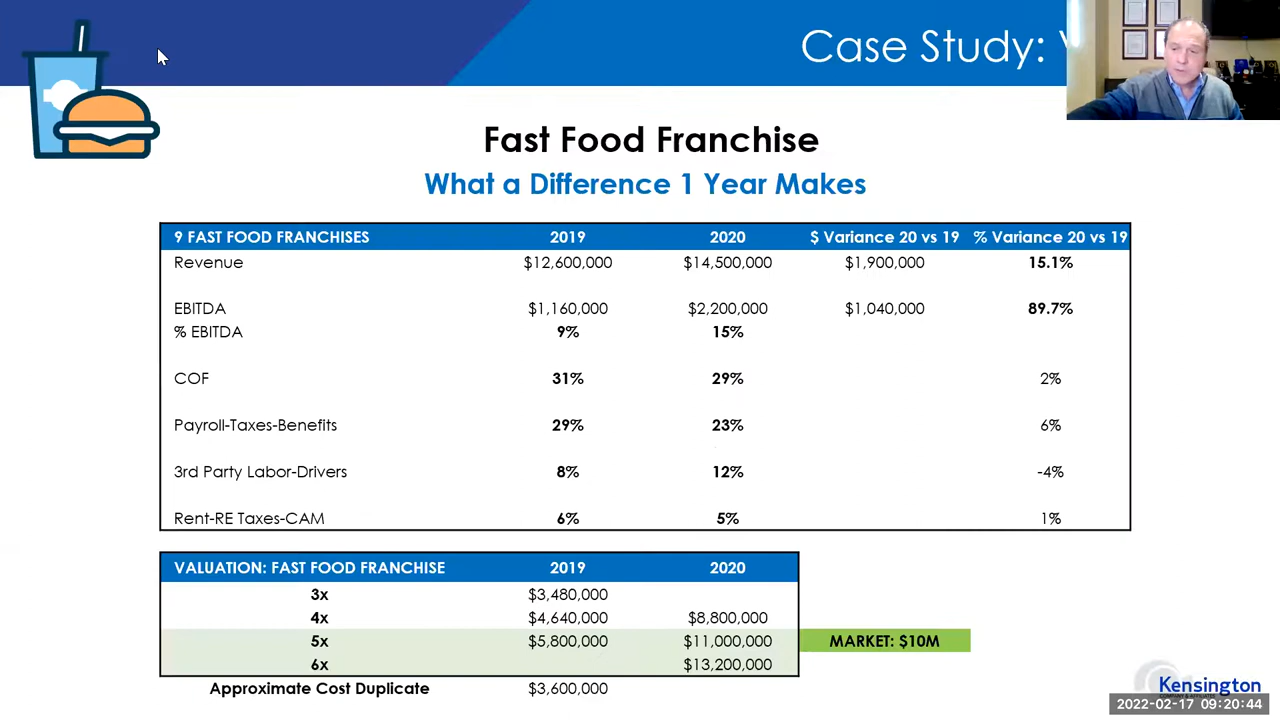 Case Study:
Fast Food Franchise
What a Difference 1 Year Makes
9 FAST FOOD FRANCHISES 2019 2020 $ Variance 20 vs 19 % Variance 20 vs 19
Revenue $12,600,000 $14,500,000 $1,900,000 15.1%
EBITDA $1,160,000 $2,200,000 $1,040,000 89.7%
% EBITDA 9% 15%
COF 31% 29% 2%
Payroll-Taxes-Benefits 29% 23% 6%
3rd Party Labor-Drivers 8% 12% -4%
Rent-RE Taxes-CAM 6% 5% 1%
VALUATION: FAST FOOD FRANCHISE 2019 2020
3x $3,480,000
4x $4,640,000 $8,800,000
5x $5,800,000 $11,000,000 MARKET: $10M
6x $13,200,000
Approximate Cost Duplicate $3,600,000
Kensington
2022-02-17 09:20:44